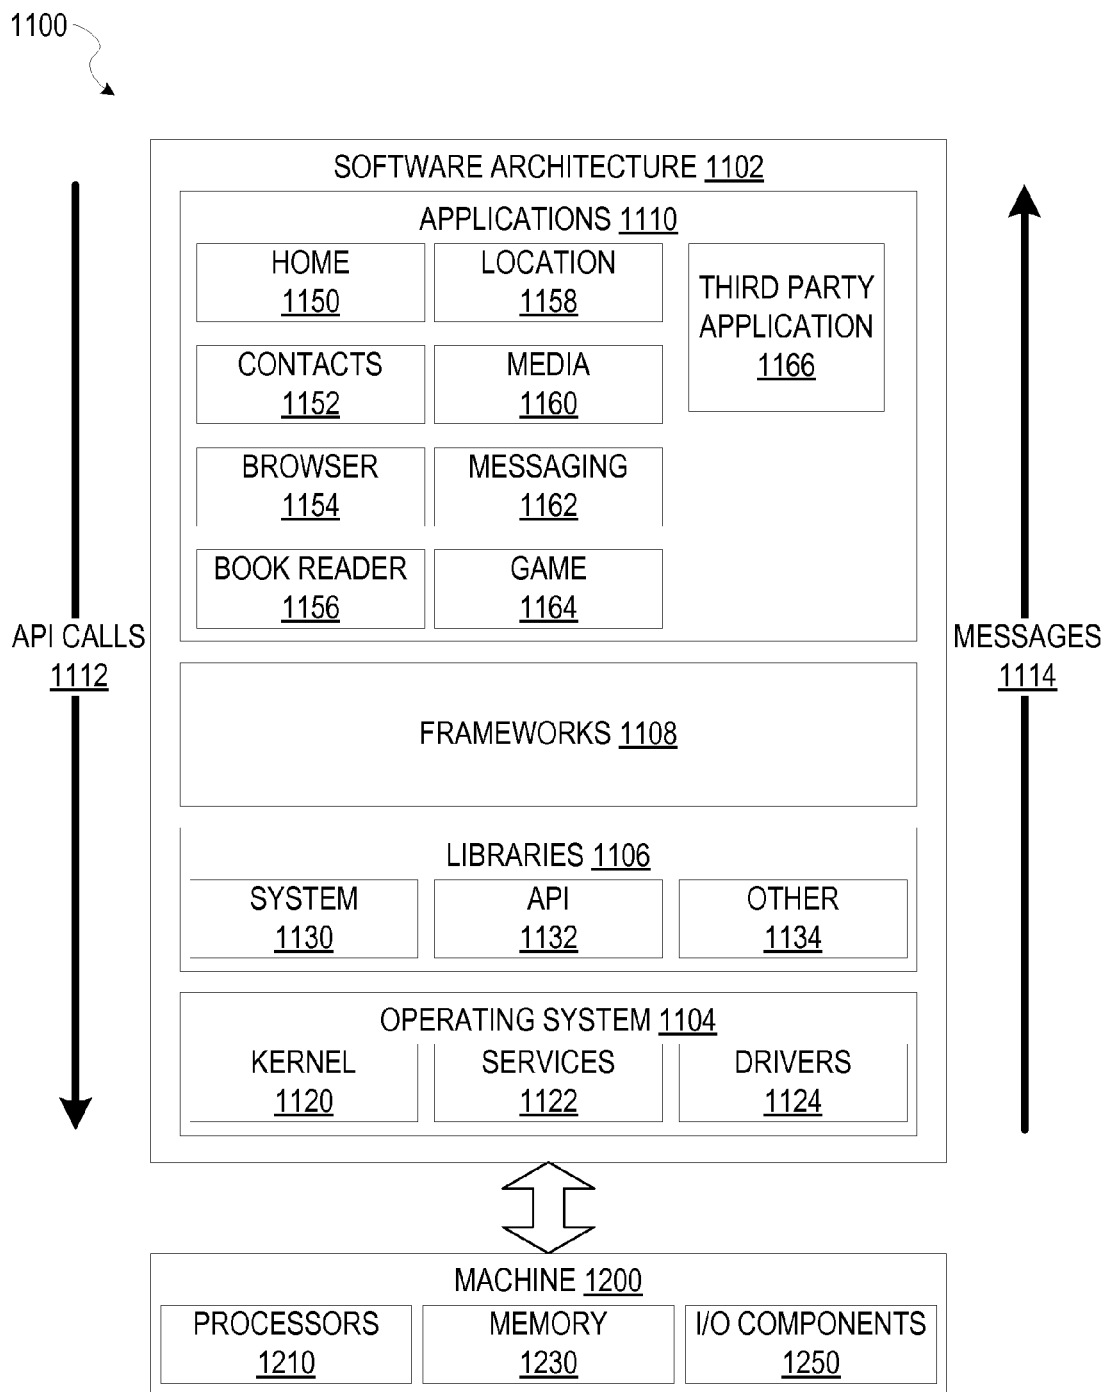 1100
SOFTWARE ARCHITECTURE 1102
APPLICATIONS 1110
HOME
1150
LOCATION
1158
THIRD PARTY
APPLICATION
1166
CONTACTS
1152
MEDIA
1160
BROWSER
1154
MESSAGING
1162
BOOK READER
1156
GAME
1164
API CALLS
1112
MESSAGES
1114
FRAMEWORKS 1108
LIBRARIES 1106
SYSTEM
1130
API
1132
OTHER
1134
OPERATING SYSTEM 1104
KERNEL
1120
SERVICES
1122
DRIVERS
1124
MACHINE 1200
PROCESSORS
1210
MEMORY
1230
I/O COMPONENTS
1250